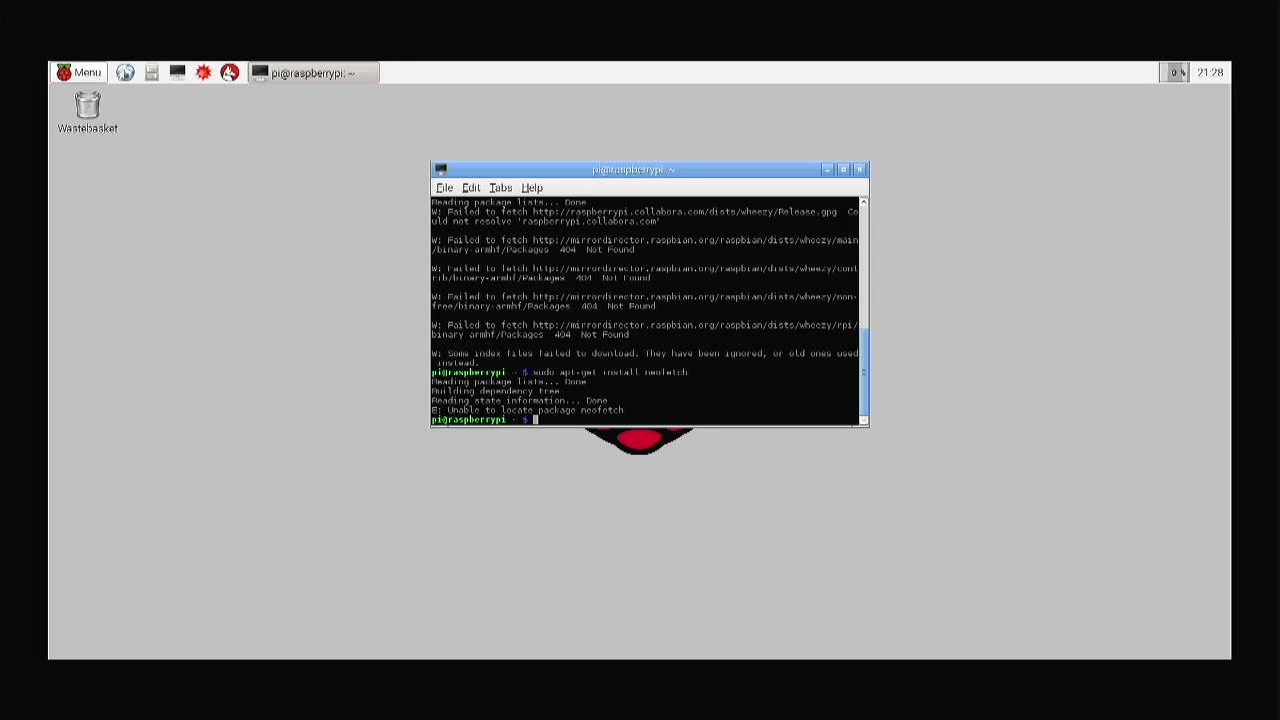 Menu
pi@raspberrypi: ~
0 %
21:28
Wastebasket
pi@raspberrypi: ~
File Edit Tabs Help
Reading package lists... Done
W: Failed to fetch http://raspberrypi.collabora.com/dists/wheezy/Release.gpg  Co
uld not resolve 'raspberrypi.collabora.com'
W: Failed to fetch http://mirrordirector.raspbian.org/raspbian/dists/wheezy/main
/binary-armhf/Packages  404  Not Found
W: Failed to fetch http://mirrordirector.raspbian.org/raspbian/dists/wheezy/cont
rib/binary-armhf/Packages  404  Not Found
W: Failed to fetch http://mirrordirector.raspbian.org/raspbian/dists/wheezy/non-
free/binary-armhf/Packages  404  Not Found
W: Failed to fetch http://mirrordirector.raspbian.org/raspbian/dists/wheezy/rpi/
binary-armhf/Packages  404  Not Found
W: Some index files failed to download. They have been ignored, or old ones used
 instead.
pi@raspberrypi ~ $ sudo apt-get install neofetch
Reading package lists... Done
Building dependency tree
Reading state information... Done
E: Unable to locate package neofetch
pi@raspberrypi ~ $